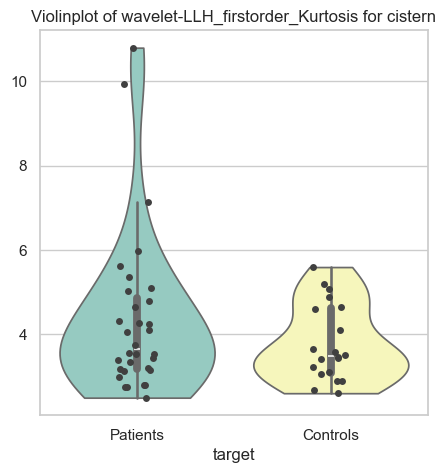 Violinplot of wavelet-LLH_firstorder_Kurtosis for cistern
10
8
6
4
Patients
Controls
target